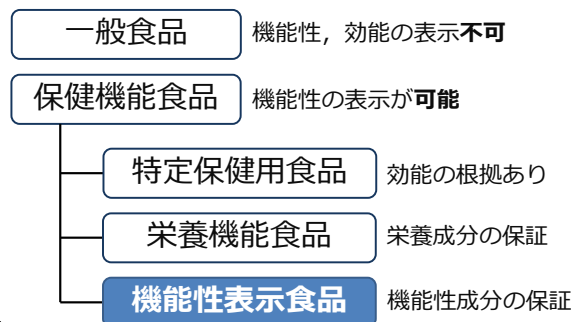 一般食品 機能性，効能の表示不可
保健機能食品 機能性の表示が可能
特定保健用食品 効能の根拠あり
栄養機能食品 栄養成分の保証
機能性表示食品 機能性成分の保証